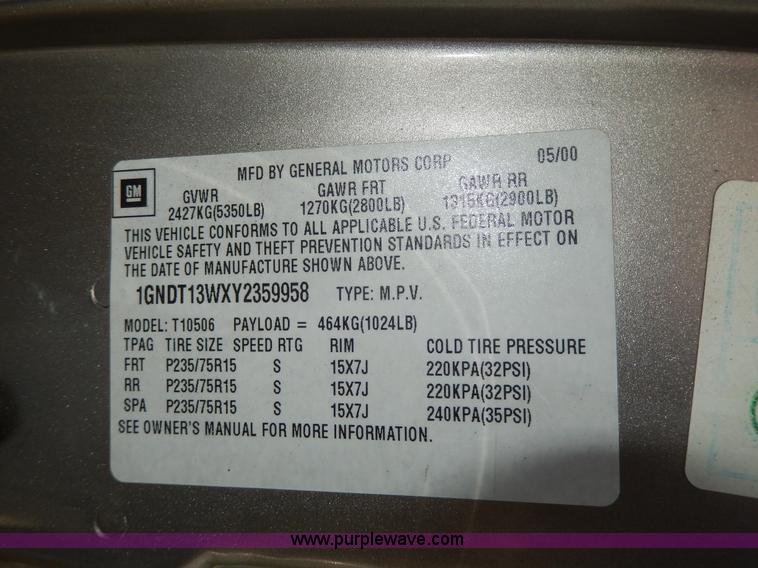 MFD BY GENERAL MOTORS CORP 05/00
GM
GVWR GAWR FRT GAWR RR
2427KG(5350LB) 1270KG(2800LB) 1315KG(2900LB)
THIS VEHICLE CONFORMS TO ALL APPLICABLE U.S. FEDERAL MOTOR
VEHICLE SAFETY AND THEFT PREVENTION STANDARDS IN EFFECT ON
THE DATE OF MANUFACTURE SHOWN ABOVE.
1GNDT13WXY2359958 TYPE: M.P.V.
MODEL: T10506 PAYLOAD = 464KG(1024LB)
TPAG TIRE SIZE SPEED RTG RIM COLD TIRE PRESSURE
FRT P235/75R15 S 15X7J 220KPA(32PSI)
RR P235/75R15 S 15X7J 220KPA(32PSI)
SPA P235/75R15 S 15X7J 240KPA(35PSI)
SEE OWNER'S MANUAL FOR MORE INFORMATION.
www.purplewave.com